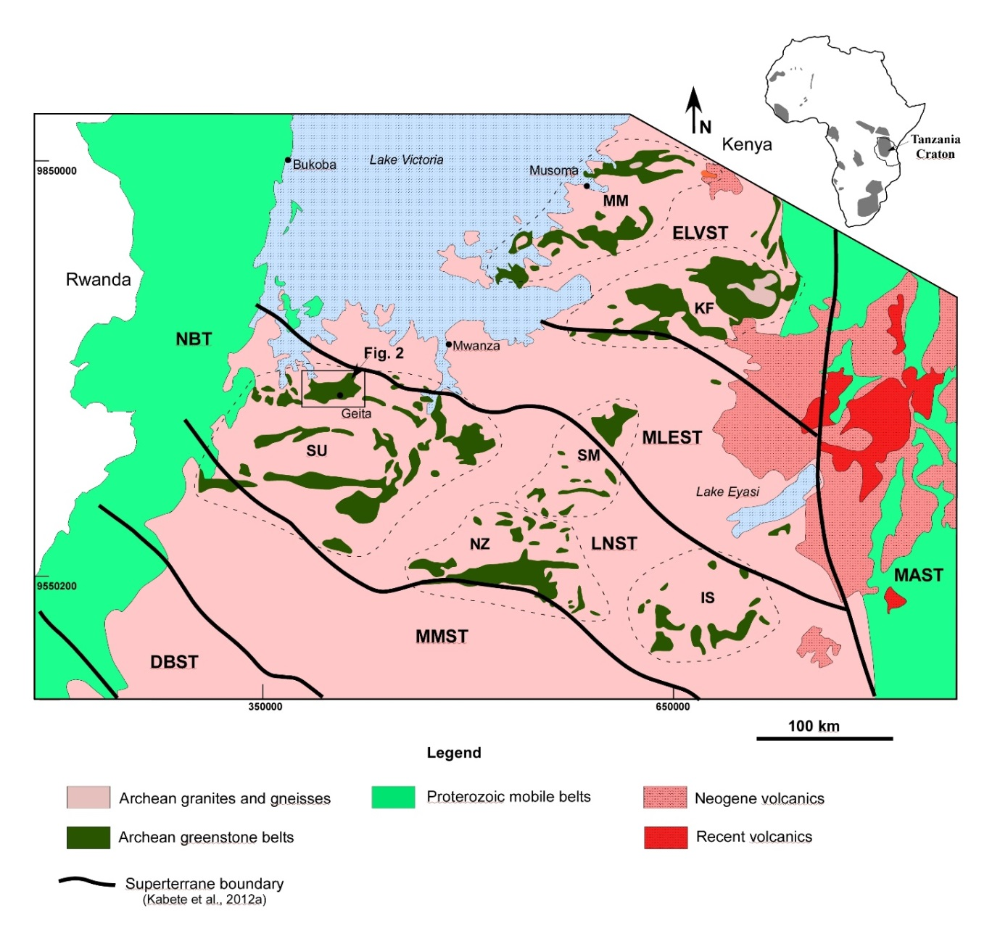 N
Kenya
Tanzania
Craton
9850000
Bukoba
Lake Victoria
Musoma
MM
ELVST
Rwanda
KF
NBT
Mwanza
Fig. 2
Geita
SU
SM
MLEST
Lake Eyasi
NZ
LNST
MAST
9550200
IS
MMST
DBST
350000
650000
100 km
Legend
Archean granites and gneisses
Proterozoic mobile belts
Neogene volcanics
Archean greenstone belts
Recent volcanics
Superterrane boundary
(Kabete et al., 2012a)